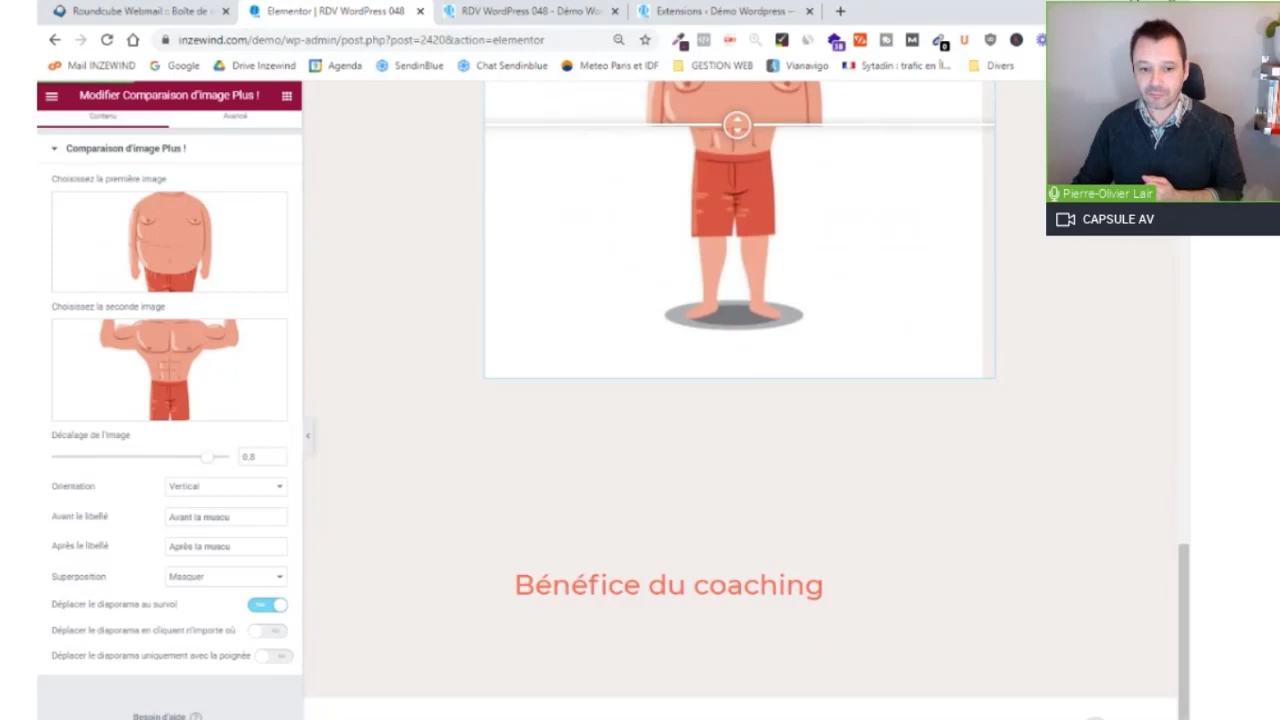 Roundcube Webmail :: Boîte de
Elementor | RDV WordPress 048
RDV WordPress 048 - Démo Wo
Extensions ‹ Démo Wordpress —
inzewind.com/demo/wp-admin/post.php?post=2420&action=elementor
Mail INZEWIND
Google
Drive Inzewind
Agenda
SendinBlue
Chat Sendinblue
Meteo Paris et IDF
GESTION WEB
Vianavigo
Sytadin : trafic en Î...
Divers
Modifier Comparaison d'image Plus !
Contenu
Avancé
Comparaison d'image Plus !
Choisissez la première image
Choisissez la seconde image
Décalage de l'image
0,8
Orientation
Vertical
Avant le libellé
Avant la muscu
Après le libellé
Après la muscu
Superposition
Masquer
Déplacer le diaporama au survol
Déplacer le diaporama en cliquant n'importe où
Déplacer le diaporama uniquement avec la poignée
Besoin d'aide
Bénéfice du coaching
Pierre-Olivier Lair
CAPSULE AV